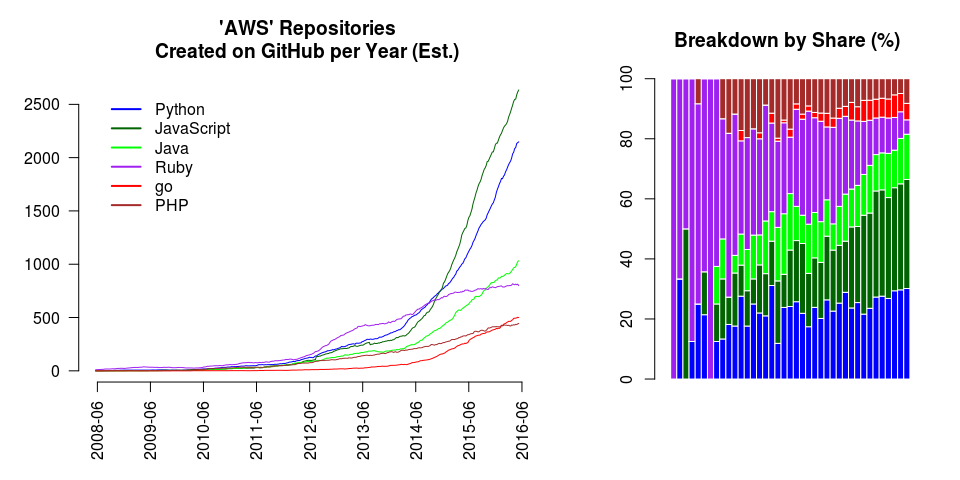 'AWS' Repositories
Created on GitHub per Year (Est.)
2500
2000
1500
1000
500
0
Python
JavaScript
Java
Ruby
go
PHP
2008-06
2009-06
2010-06
2011-06
2012-06
2013-06
2014-06
2015-06
2016-06
Breakdown by Share (%)
100
80
60
40
20
0